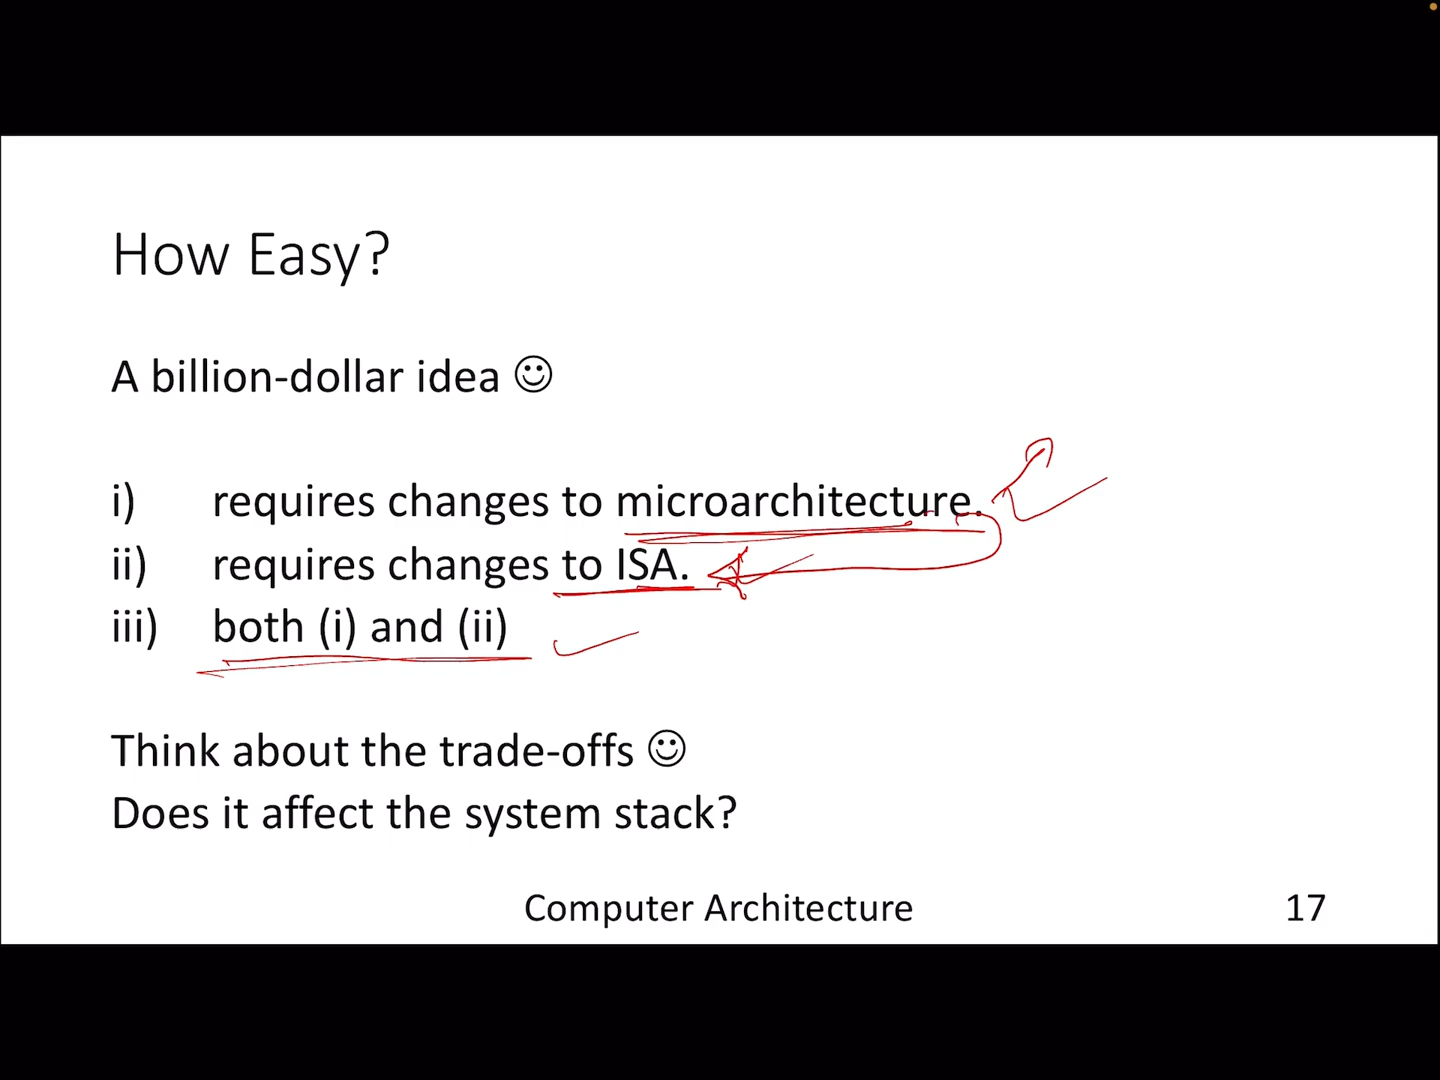 How Easy?
A billion-dollar idea ☺
i) requires changes to microarchitecture.
ii) requires changes to ISA.
iii) both (i) and (ii)
Think about the trade-offs ☺
Does it affect the system stack?
Computer Architecture 17